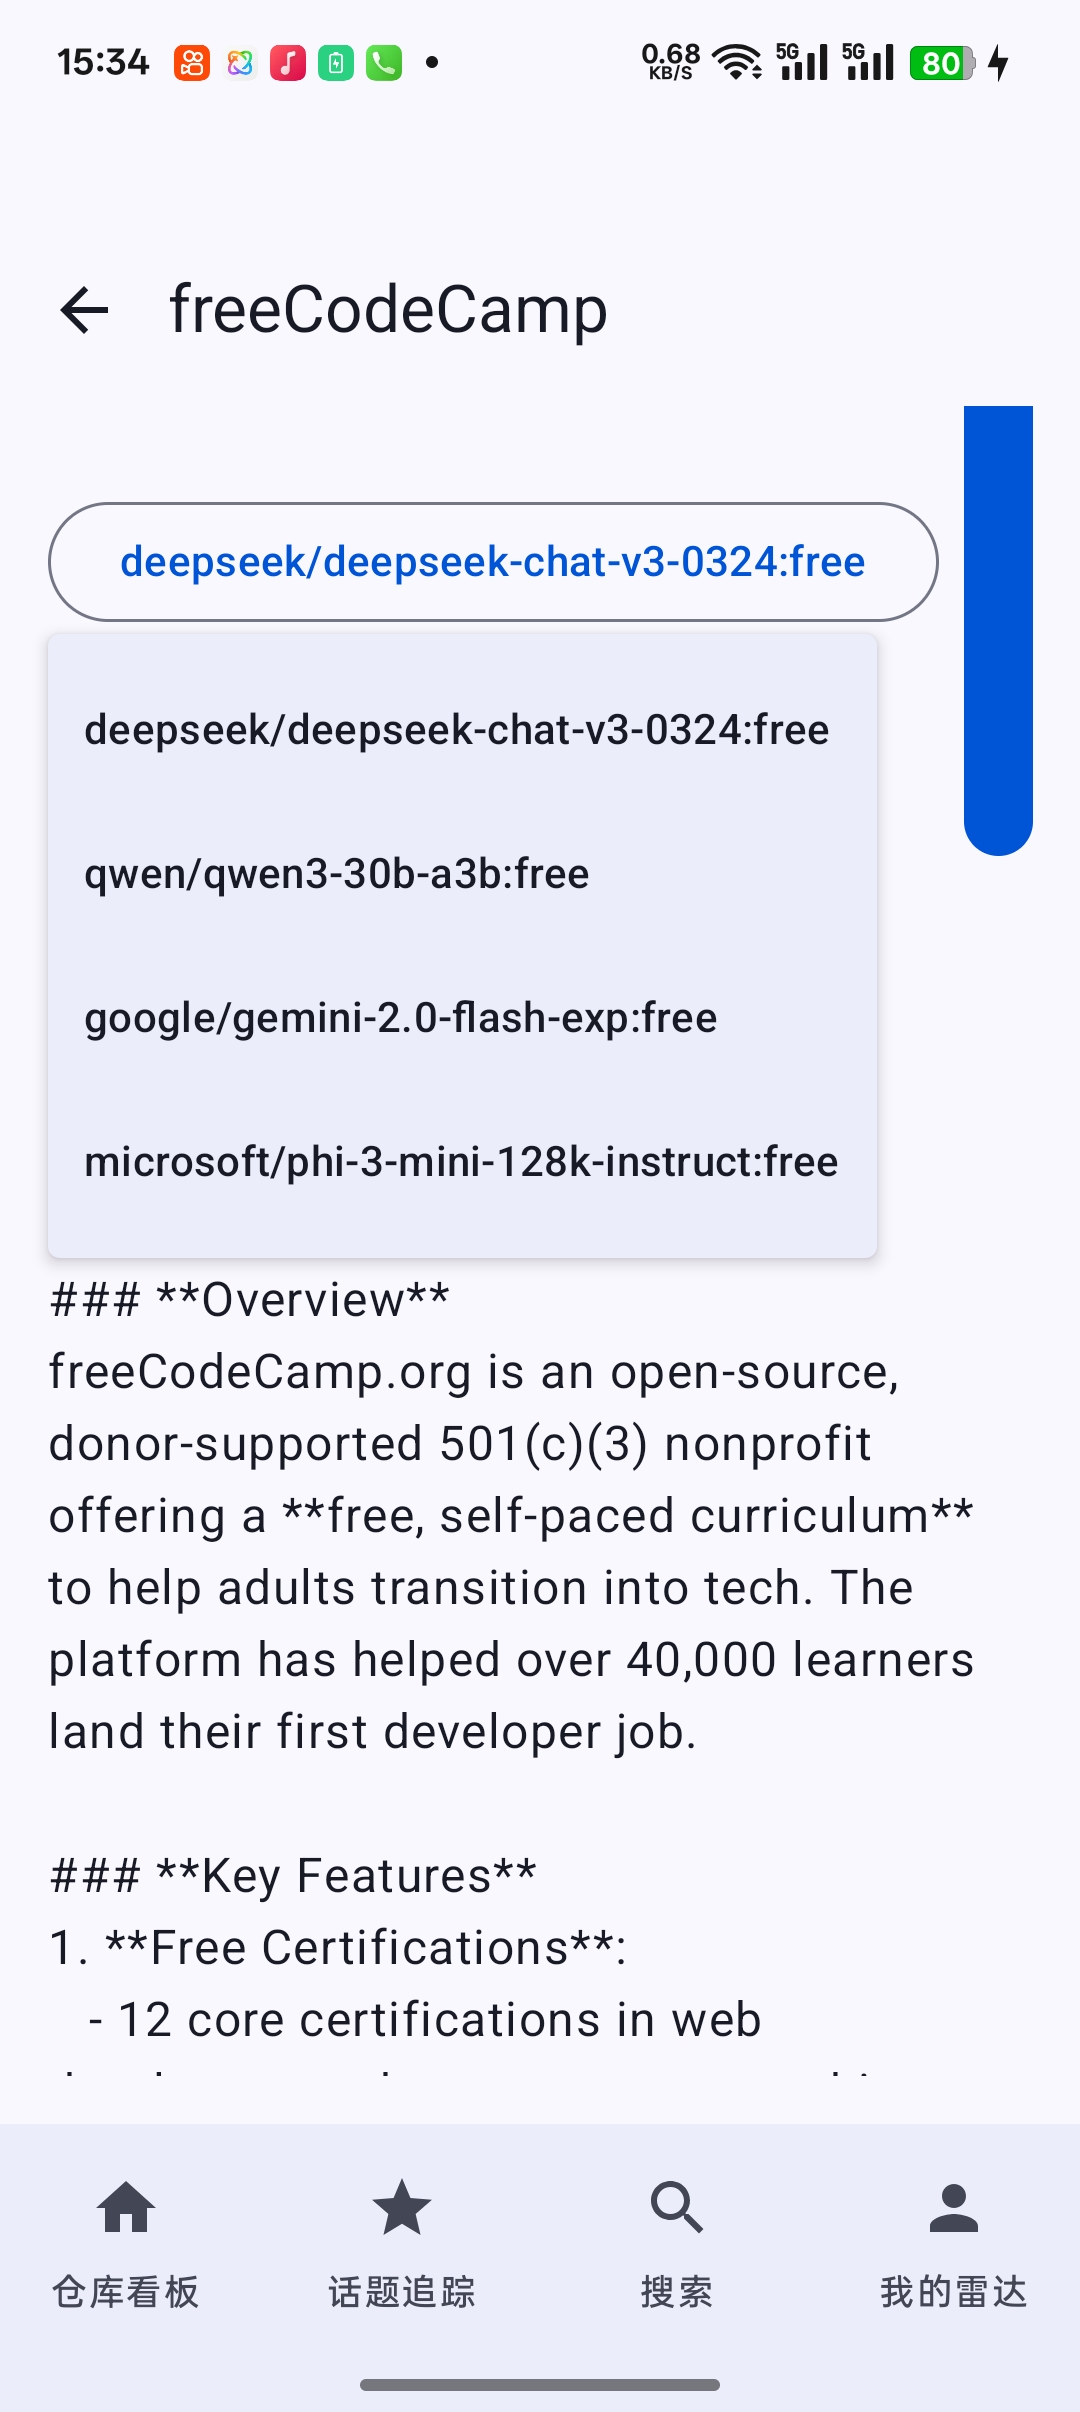 15:34
0.68
KB/S
5G
5G
80
freeCodeCamp
deepseek/deepseek-chat-v3-0324:free
deepseek/deepseek-chat-v3-0324:free
qwen/qwen3-30b-a3b:free
google/gemini-2.0-flash-exp:free
microsoft/phi-3-mini-128k-instruct:free
### **Overview**
freeCodeCamp.org is an open-source,
donor-supported 501(c)(3) nonprofit
offering a **free, self-paced curriculum**
to help adults transition into tech. The
platform has helped over 40,000 learners
land their first developer job.
### **Key Features**
1. **Free Certifications**:
- 12 core certifications in web
仓库看板
话题追踪
搜索
我的雷达